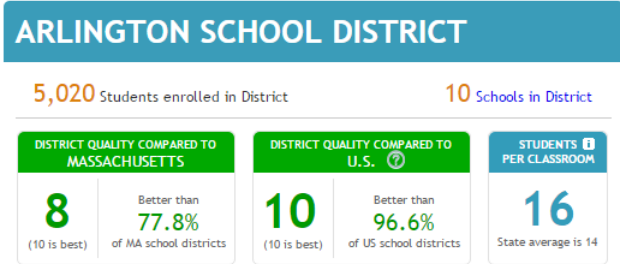 ARLINGTON SCHOOL DISTRICT
5,020 Students enrolled in District
10 Schools in District
DISTRICT QUALITY COMPARED TO
MASSACHUSETTS
8
(10 is best)
Better than
77.8%
of MA school districts
DISTRICT QUALITY COMPARED TO
U.S. ?
10
(10 is best)
Better than
96.6%
of US school districts
STUDENTS i
PER CLASSROOM
16
State average is 14